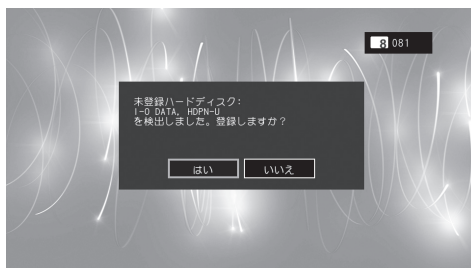 8 081
未登録ハードディスク:
I-O DATA, HDPN-U
を検出しました。登録しますか?
はい いいえ